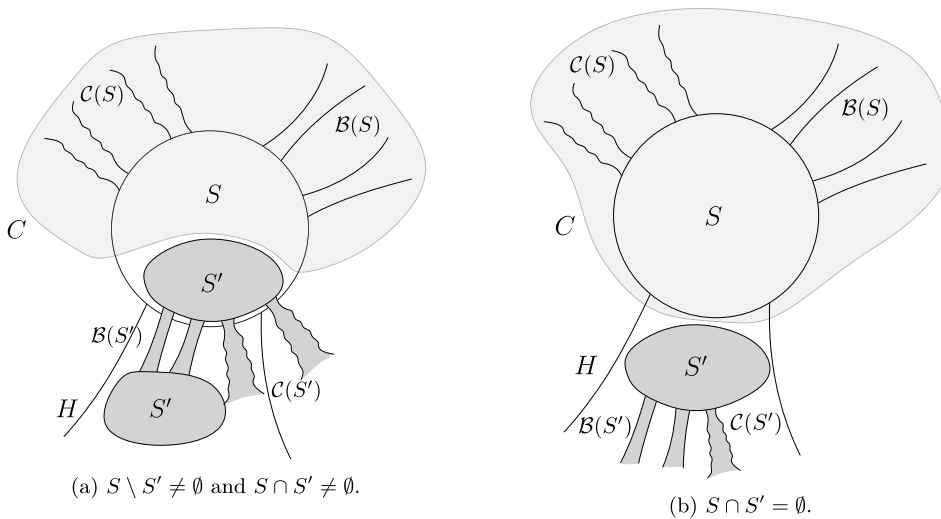 𝒞(S)
ℬ(S)
S
C
S′
ℬ(S′)
𝒞(S′)
H
S′
(a) S \ S′ ≠ ∅ and S ∩ S′ ≠ ∅.
𝒞(S)
ℬ(S)
S
C
H
S′
ℬ(S′)
𝒞(S′)
(b) S ∩ S′ = ∅.